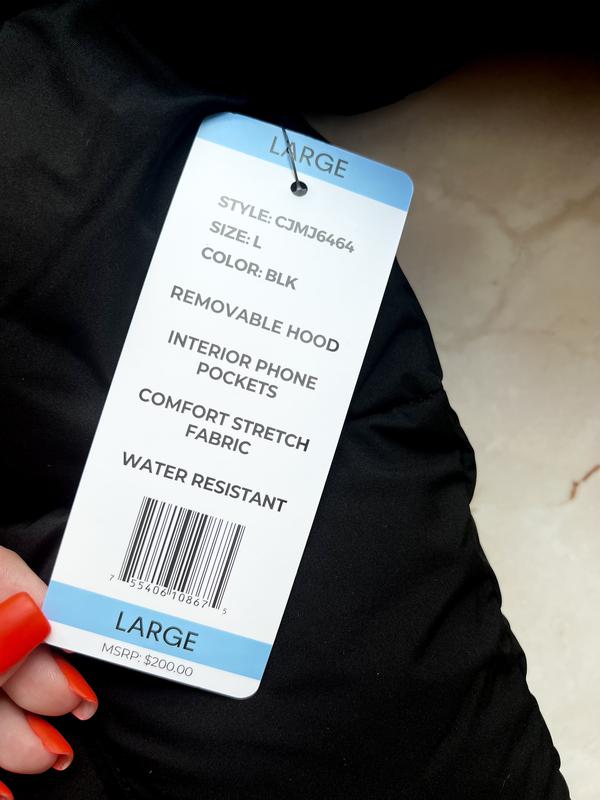 LARGE
STYLE: CJMJ6464
SIZE: L
COLOR: BLK
REMOVABLE HOOD
INTERIOR PHONE
POCKETS
COMFORT STRETCH
FABRIC
WATER RESISTANT
7 55406 10867 5
LARGE
MSRP: $200.00